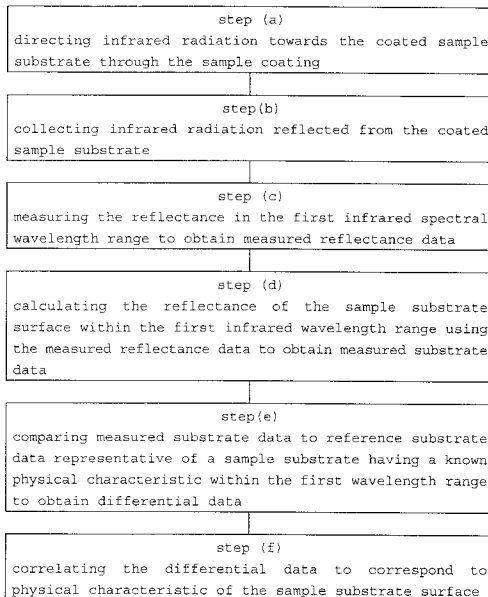 step (a)
directing infrared radiation towards the coated sample
substrate through the sample coating
step(b)
collecting infrared radiation reflected from the coated
sample substrate
step (c)
measuring the reflectance in the first infrared spectral
wavelength range to obtain measured reflectance data
step (d)
calculating the reflectance of the sample substrate
surface within the first infrared wavelength range using
the measured reflectance data to obtain measured substrate
data
step(e)
comparing measured substrate data to reference substrate
data representative of a sample substrate having a known
physical characteristic within the first wavelength range
to obtain differential data
step (f)
correlating the differential data to correspond to
physical characteristic of the sample substrate surface